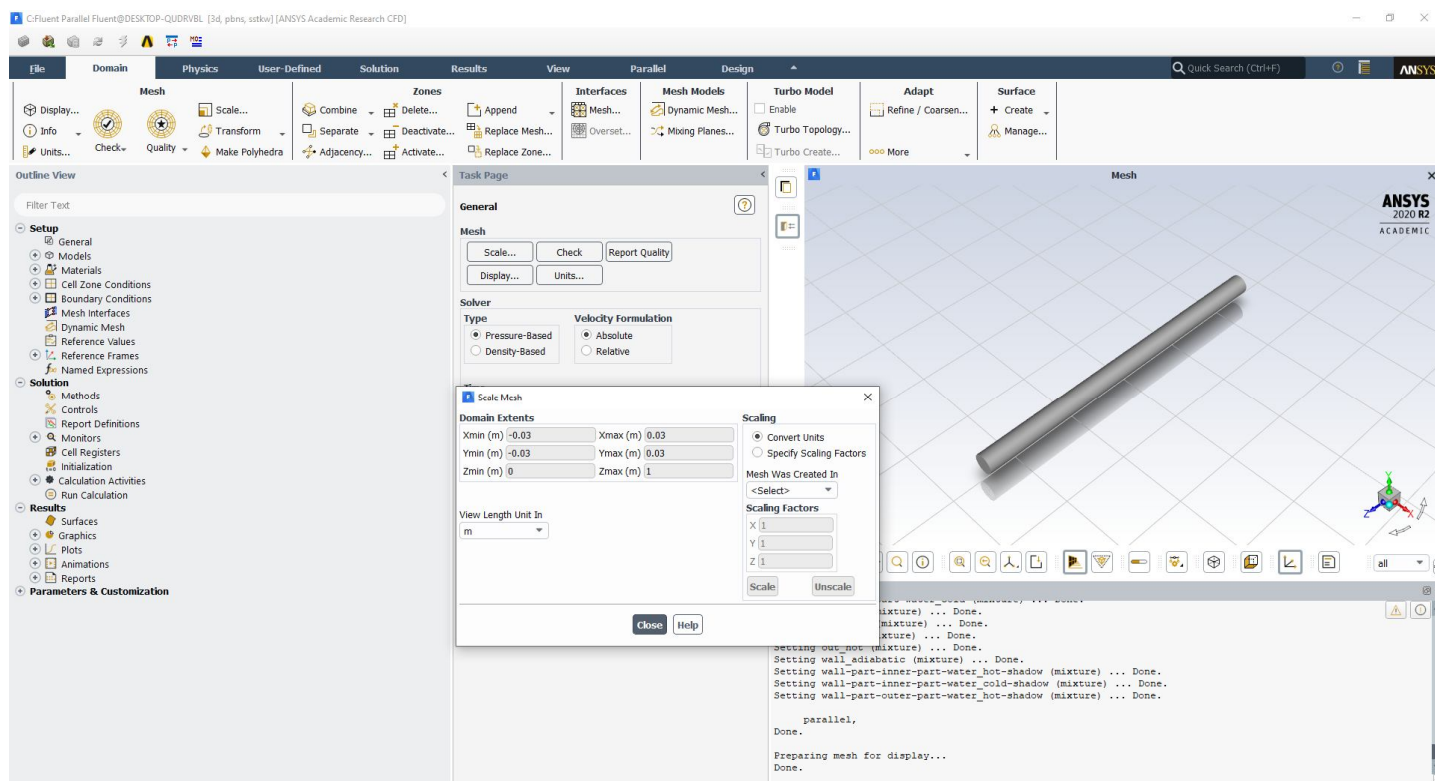 C:Fluent Parallel Fluent@DESKTOP-QUDRVBL [3d, pbns, sstkw] [ANSYS Academic Research CFD]
File Domain Physics User-Defined Solution Results View Parallel Design
Quick Search (Ctrl+F)
ANSYS
Mesh
Display...
Info
Units...
Check
Quality
Scale...
Transform
Make Polyhedra
Zones
Combine
Separate
Adjacency...
Delete...
Deactivate...
Activate...
Append
Replace Mesh...
Replace Zone...
Interfaces
Mesh...
Overset...
Mesh Models
Dynamic Mesh...
Mixing Planes...
Turbo Model
Enable
Turbo Topology...
Turbo Create...
Adapt
Refine / Coarsen...
More
Surface
Create
Manage...
Outline View
Filter Text
Setup
General
Models
Materials
Cell Zone Conditions
Boundary Conditions
Mesh Interfaces
Dynamic Mesh
Reference Values
Reference Frames
Named Expressions
Solution
Methods
Controls
Report Definitions
Monitors
Cell Registers
Initialization
Calculation Activities
Run Calculation
Results
Surfaces
Graphics
Plots
Animations
Reports
Parameters & Customization
Task Page
General
Mesh
Scale... Check Report Quality
Display... Units...
Solver
Type
Pressure-Based
Density-Based
Velocity Formulation
Absolute
Relative
Scale Mesh
Domain Extents
Xmin (m) -0.03 Xmax (m) 0.03
Ymin (m) -0.03 Ymax (m) 0.03
Zmin (m) 0 Zmax (m) 1
View Length Unit In
m
Scaling
Convert Units
Specify Scaling Factors
Mesh Was Created In
<Select>
Scaling Factors
X 1
Y 1
Z 1
Scale Unscale
Close Help
Mesh
ANSYS
2020 R2
ACADEMIC
Y
Z
X
all
(mixture) ... Done.
mixture) ... Done.
xture) ... Done.
Setting out_hot (mixture) ... Done.
Setting wall_adiabatic (mixture) ... Done.
Setting wall-part-inner-part-water_hot-shadow (mixture) ... Done.
Setting wall-part-inner-part-water_cold-shadow (mixture) ... Done.
Setting wall-part-outer-part-water_hot-shadow (mixture) ... Done.
parallel,
Done.
Preparing mesh for display...
Done.